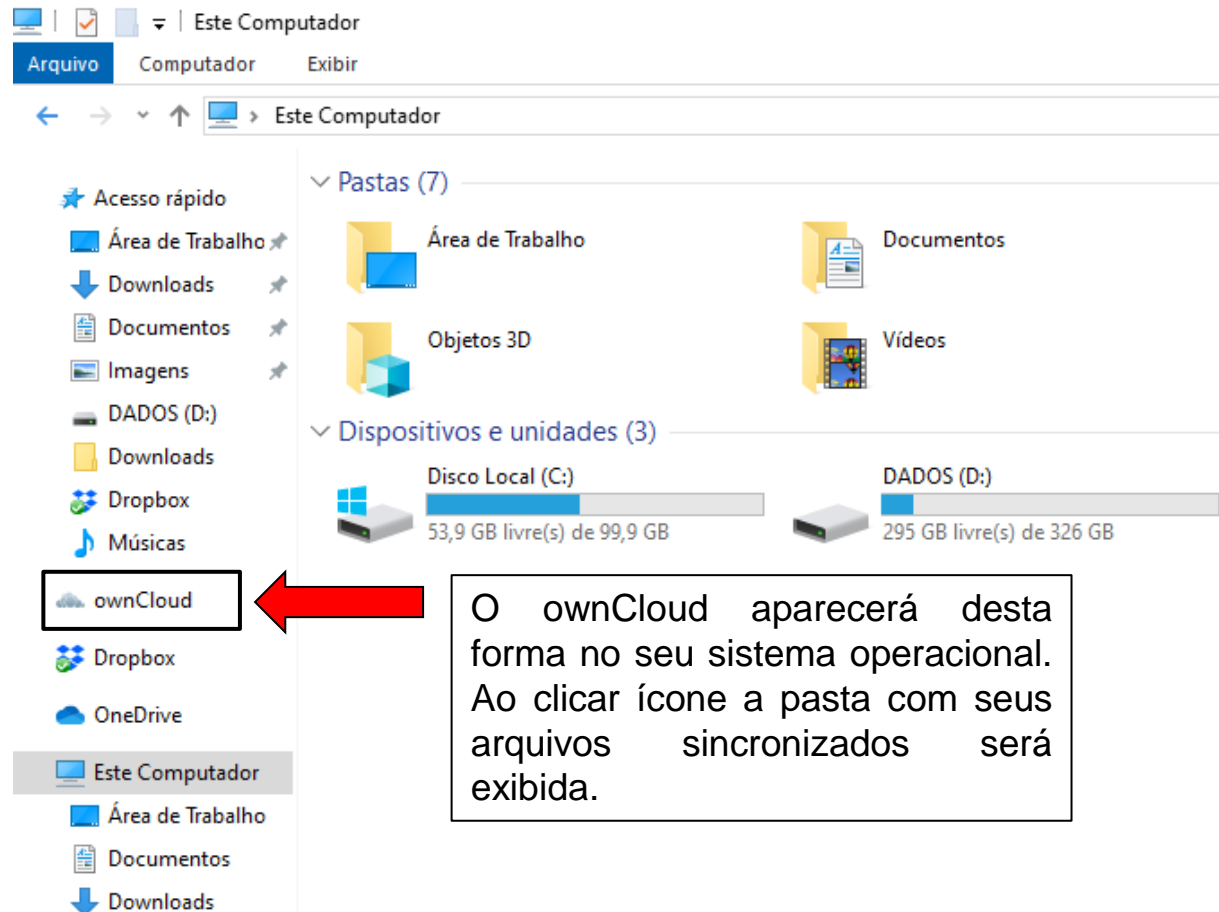 Este Computador
Arquivo Computador Exibir
Este Computador
Acesso rápido
Área de Trabalho
Downloads
Documentos
Imagens
DADOS (D:)
Downloads
Dropbox
Músicas
ownCloud
Dropbox
OneDrive
Este Computador
Área de Trabalho
Documentos
Downloads
Pastas (7)
Área de Trabalho
Documentos
Objetos 3D
Vídeos
Dispositivos e unidades (3)
Disco Local (C:)
53,9 GB livre(s) de 99,9 GB
DADOS (D:)
295 GB livre(s) de 326 GB
O ownCloud aparecerá desta
forma no seu sistema operacional.
Ao clicar ícone a pasta com seus
arquivos sincronizados será
exibida.